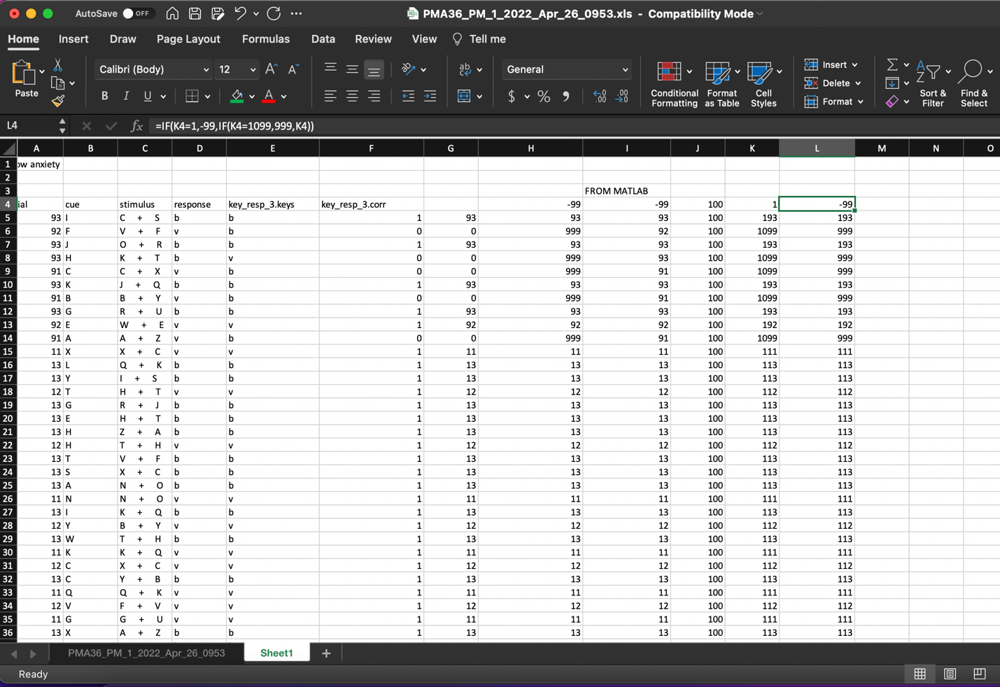 AutoSave OFF PMA36_PM_1_2022_Apr_26_0953.xls - Compatibility Mode
Home Insert Draw Page Layout Formulas Data Review View Tell me
Paste Calibri (Body) 12 General Conditional Formatting Format as Table Cell Styles Insert Delete Format Sort & Filter Find & Select
L4 fx =IF(K4=1,-99,IF(K4=1099,999,K4))
A B C D E F G H I J K L M N O
1 ow anxiety
2
3 FROM MATLAB
4 ial cue stimulus response key_resp_3.keys key_resp_3.corr -99 -99 100 1 -99
5 93 I C + S b b 1 93 93 93 100 193 193
6 92 F V + F v b 0 0 999 92 100 1099 999
7 93 J O + R b b 1 93 93 93 100 193 193
8 93 H K + T b v 0 0 999 93 100 1099 999
9 91 C C + X v b 0 0 999 91 100 1099 999
10 93 K J + Q b b 1 93 93 93 100 193 193
11 91 B B + Y v b 0 0 999 91 100 1099 999
12 93 G R + U b b 1 93 93 93 100 193 193
13 92 E W + E v v 1 92 92 92 100 192 192
14 91 A A + Z v b 0 0 999 91 100 1099 999
15 11 X X + C v v 1 11 11 11 100 111 111
16 13 L Q + K b b 1 13 13 13 100 113 113
17 13 Y I + S b b 1 13 13 13 100 113 113
18 12 T H + T v v 1 12 12 12 100 112 112
19 13 G R + J b b 1 13 13 13 100 113 113
20 13 E H + T b b 1 13 13 13 100 113 113
21 13 H Z + A b b 1 13 13 13 100 113 113
22 12 H T + H v v 1 12 12 12 100 112 112
23 13 T V + F b b 1 13 13 13 100 113 113
24 13 S X + C b b 1 13 13 13 100 113 113
25 13 A N + O b b 1 13 13 13 100 113 113
26 11 N N + O v v 1 11 11 11 100 111 111
27 13 I K + Q b b 1 13 13 13 100 113 113
28 12 Y B + Y v v 1 12 12 12 100 112 112
29 13 W T + H b b 1 13 13 13 100 113 113
30 11 K K + Q v v 1 11 11 11 100 111 111
31 12 C X + C v v 1 12 12 12 100 112 112
32 13 C Y + B b b 1 13 13 13 100 113 113
33 11 Q Q + K v v 1 11 11 11 100 111 111
34 12 V F + V v v 1 12 12 12 100 112 112
35 11 G G + U v v 1 11 11 11 100 111 111
36 13 X A + Z b b 1 13 13 13 100 113 113
PMA36_PM_1_2022_Apr_26_0953 Sheet1 +
Ready